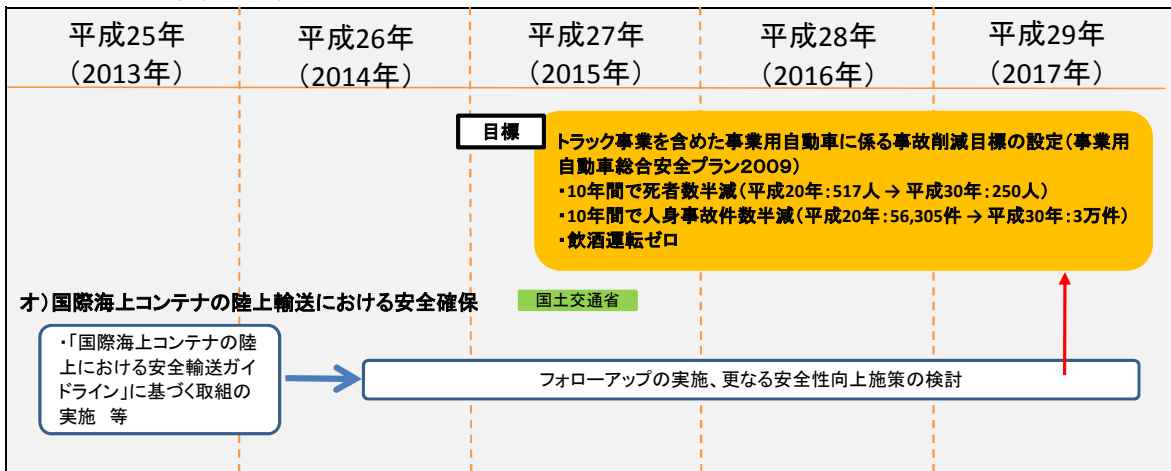 平成25年
(2013年)
平成26年
(2014年)
平成27年
(2015年)
平成28年
(2016年)
平成29年
(2017年)
目標
トラック事業を含めた事業用自動車に係る事故削減目標の設定(事業用
自動車総合安全プラン2009)
・10年間で死者数半減(平成20年:517人 → 平成30年:250人)
・10年間で人身事故件数半減(平成20年:56,305件 → 平成30年:3万件)
・飲酒運転ゼロ
オ)国際海上コンテナの陸上輸送における安全確保
国土交通省
・「国際海上コンテナの陸
上における安全輸送ガイ
ドライン」に基づく取組の
実施 等
フォローアップの実施、更なる安全性向上施策の検討